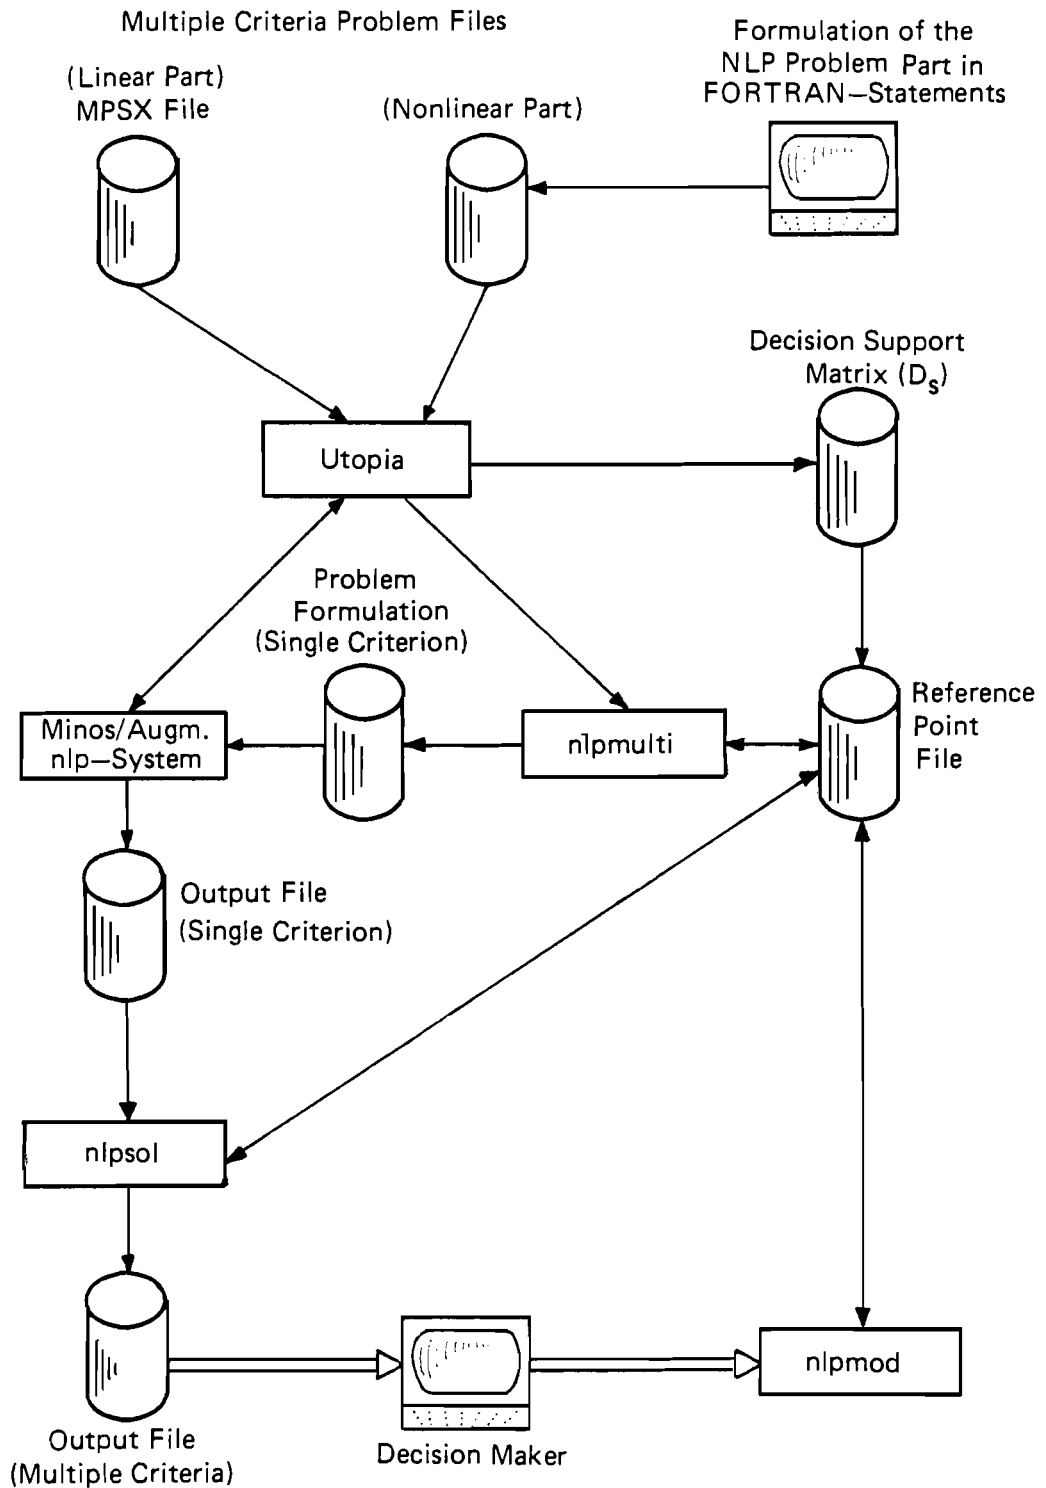 Multiple Criteria Problem Files
Formulation of the
NLP Problem Part in
FORTRAN—Statements
(Linear Part)
MPSX File
(Nonlinear Part)
Decision Support
Matrix (Ds)
Utopia
Problem
Formulation
(Single Criterion)
Reference
Point
File
Minos/Augm.
nlp—System
nlpmulti
Output File
(Single Criterion)
nlpsol
nlpmod
Output File
(Multiple Criteria)
Decision Maker